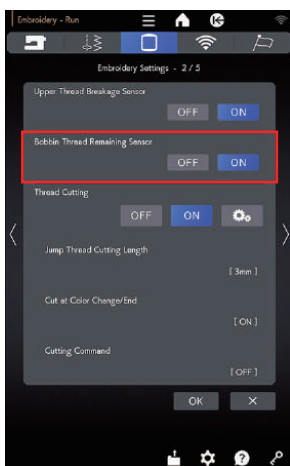 Embroidery - Run
Embroidery Settings - 2 / 5
Upper Thread Breakage Sensor
OFF ON
Bobbin Thread Remaining Sensor
OFF ON
Thread Cutting
OFF ON
Jump Thread Cutting Length
[ 3mm ]
Cut at Color Change/End
[ ON ]
Cutting Command
[ OFF ]
OK X
?